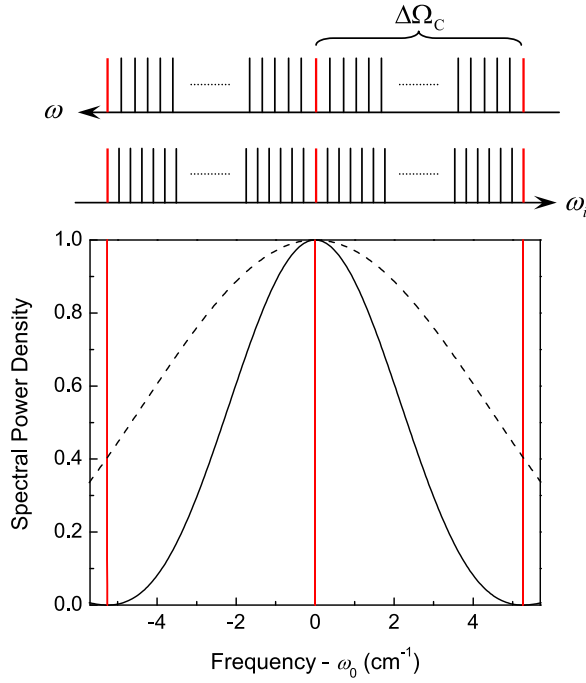 ΔΩC
ω
ωi
1.0
0.8
0.6
0.4
0.2
0.0
Spectral Power Density
-4 -2 0 2 4
Frequency - ω0 (cm-1)